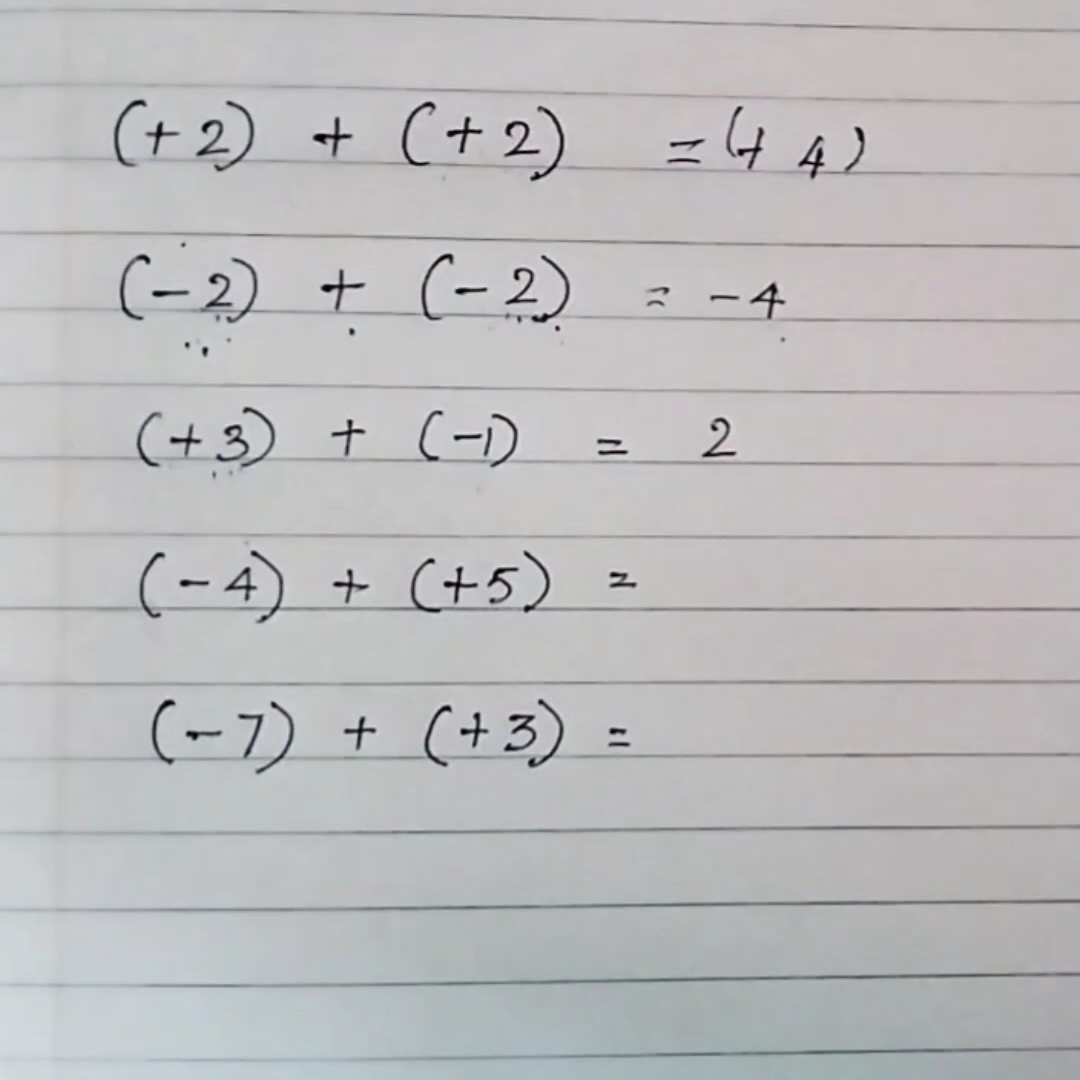 (+2) + (+2) = (+ 4)
(-2) + (-2) = -4
(+3) + (-1) = 2
(-4) + (+5) =
(-7) + (+3) =